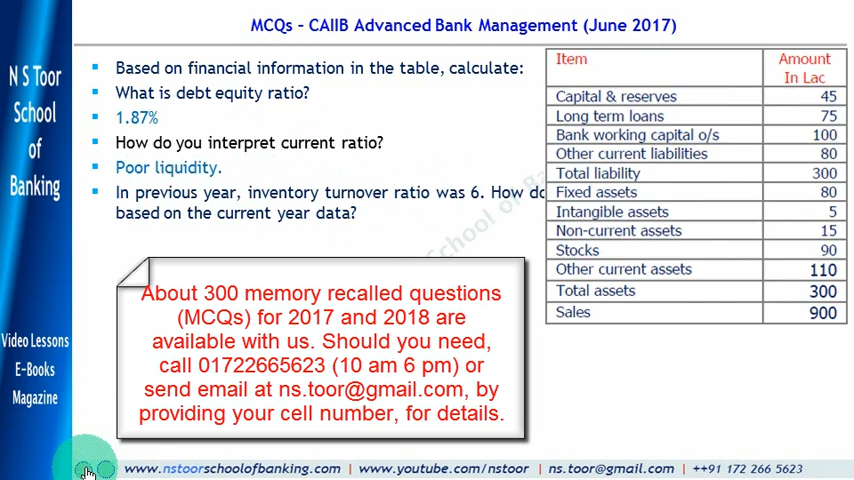 MCQs – CAIIB Advanced Bank Management (June 2017)
N S Toor
School
of
Banking
Video Lessons
E-Books
Magazine
Based on financial information in the table, calculate:
What is debt equity ratio?
1.87%
How do you interpret current ratio?
Poor liquidity.
In previous year, inventory turnover ratio was 6. How do
based on the current year data?
School of Ba
Item Amount
In Lac
Capital & reserves 45
Long term loans 75
Bank working capital o/s 100
Other current liabilities 80
Total liability 300
Fixed assets 80
Intangible assets 5
Non-current assets 15
Stocks 90
Other current assets 110
Total assets 300
Sales 900
About 300 memory recalled questions
(MCQs) for 2017 and 2018 are
available with us. Should you need,
call 01722665623 (10 am 6 pm) or
send email at ns.toor@gmail.com, by
providing your cell number, for details.
www.nstoorschoolofbanking.com | www.youtube.com/nstoor | ns.toor@gmail.com | ++91 172 266 5623